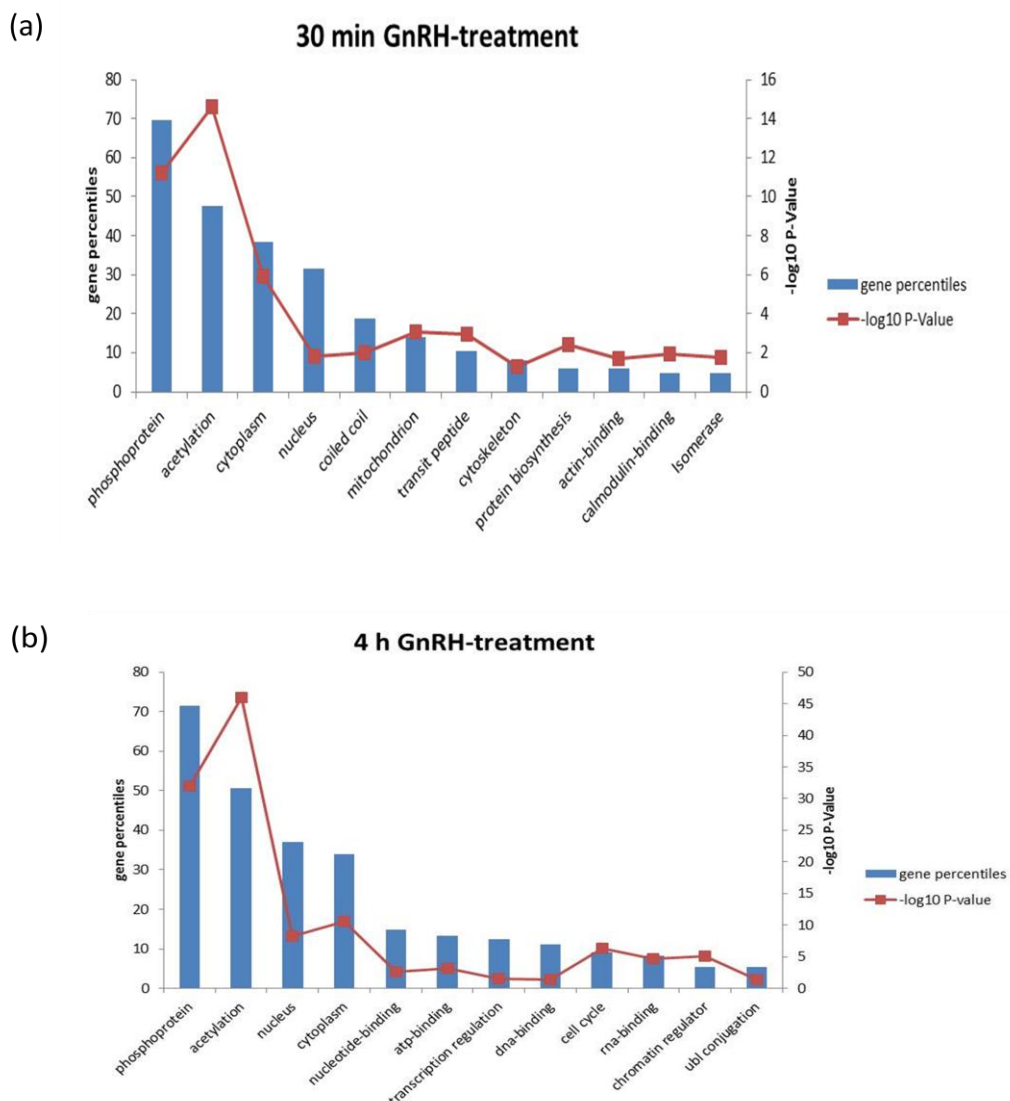 (a)
30 min GnRH-treatment
80
70
60
50
40
30
20
10
0
gene percentiles
16
14
12
10
8
6
4
2
0
-log10 P-Value
gene percentiles
-log10 P-Value
phosphoprotein
acetylation
cytoplasm
nucleus
coiled coil
mitochondrion
transit peptide
cytoskeleton
protein biosynthesis
actin-binding
calmodulin-binding
Isomerase
(b)
4 h GnRH-treatment
80
70
60
50
40
30
20
10
0
gene percentiles
50
45
40
35
30
25
20
15
10
5
0
-log10 P-Value
gene percentiles
-log10 P-value
phosphoprotein
acetylation
nucleus
cytoplasm
nucleotide-binding
atp-binding
transcription regulation
dna-binding
cell cycle
rna-binding
chromatin regulator
ubl conjugation